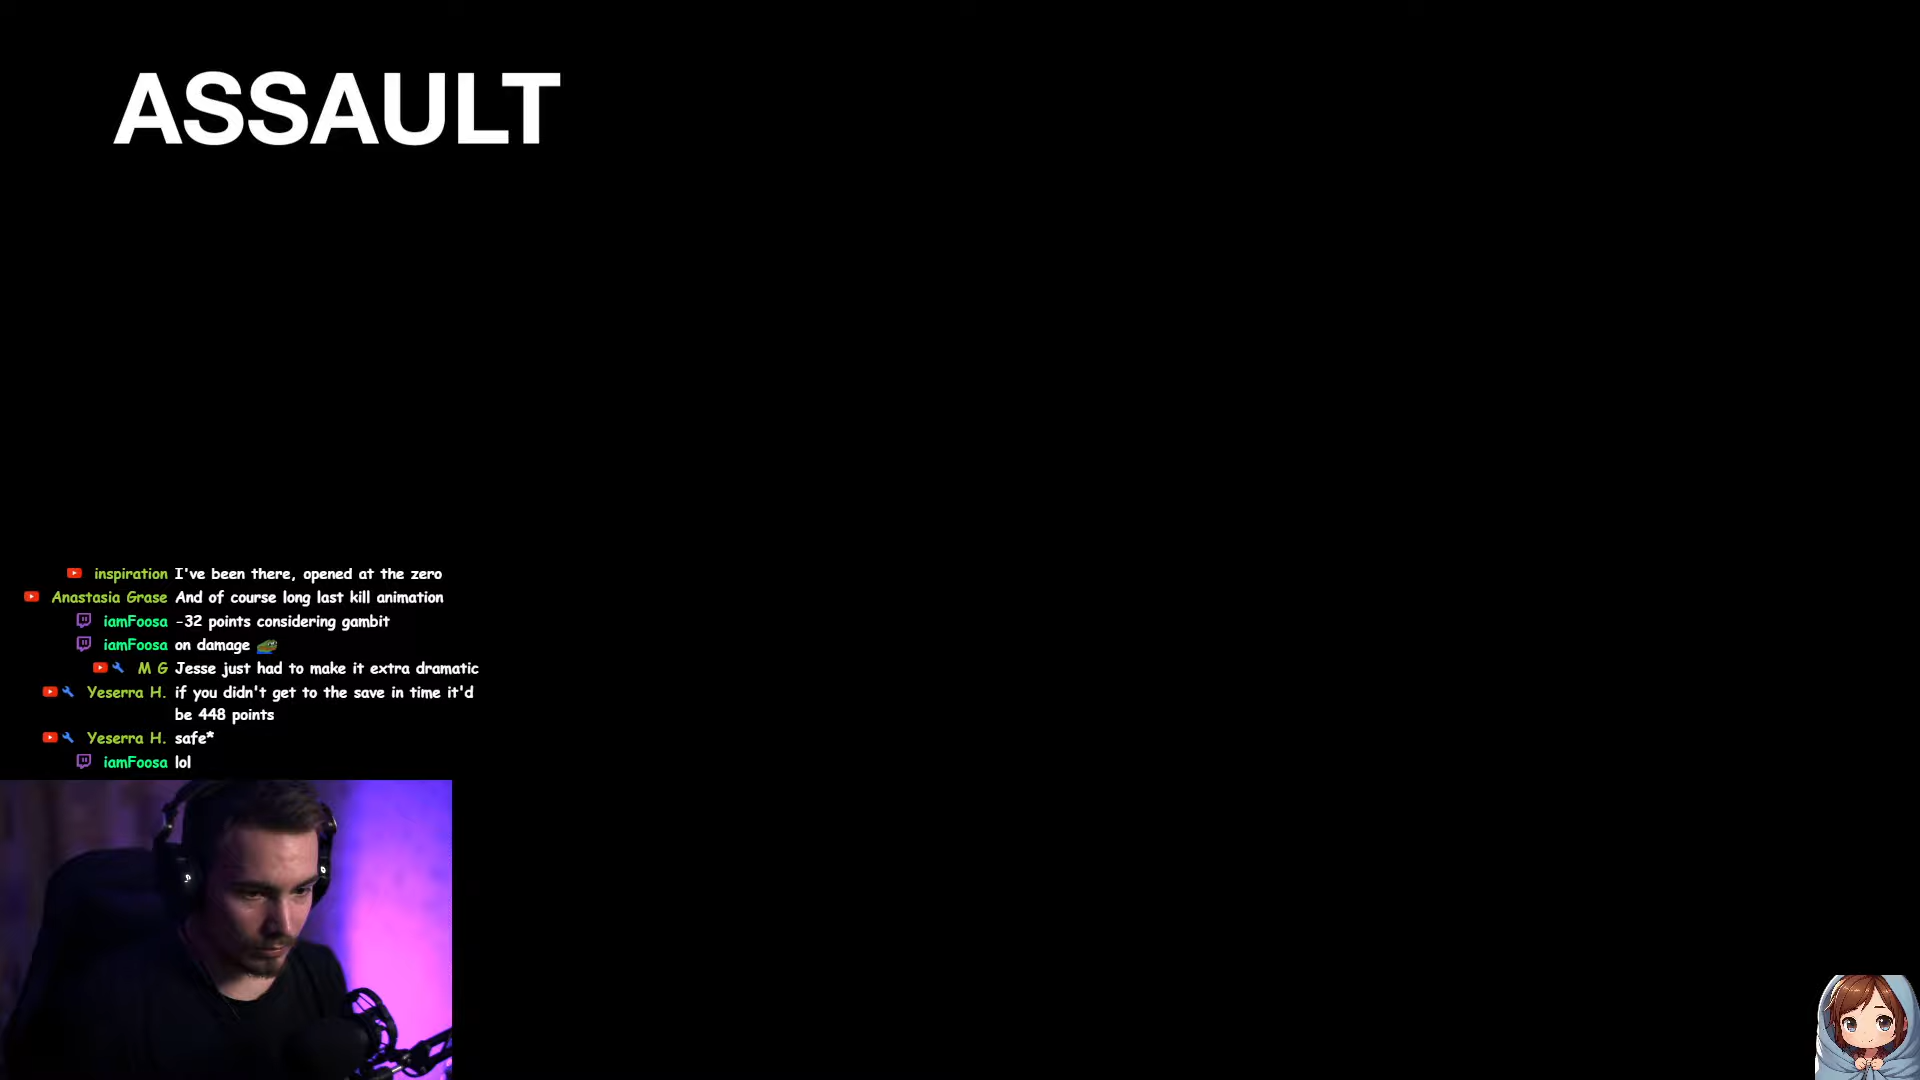 ASSAULT
inspiration I've been there, opened at the zero
Anastasia Grase And of course long last kill animation
iamFoosa -32 points considering gambit
iamFoosa on damage
M G Jesse just had to make it extra dramatic
Yeserra H. if you didn't get to the save in time it'd
be 448 points
Yeserra H. safe*
iamFoosa lol